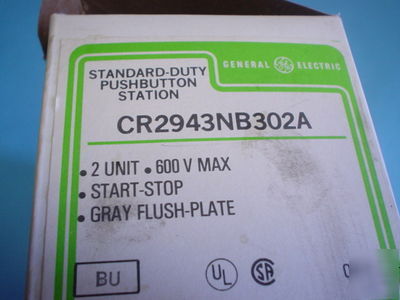 STANDARD-DUTY
PUSHBUTTON
STATION
GENERAL GE ELECTRIC
CR2943NB302A
• 2 UNIT • 600 V MAX
• START-STOP
• GRAY FLUSH-PLATE
BU
UL
SA